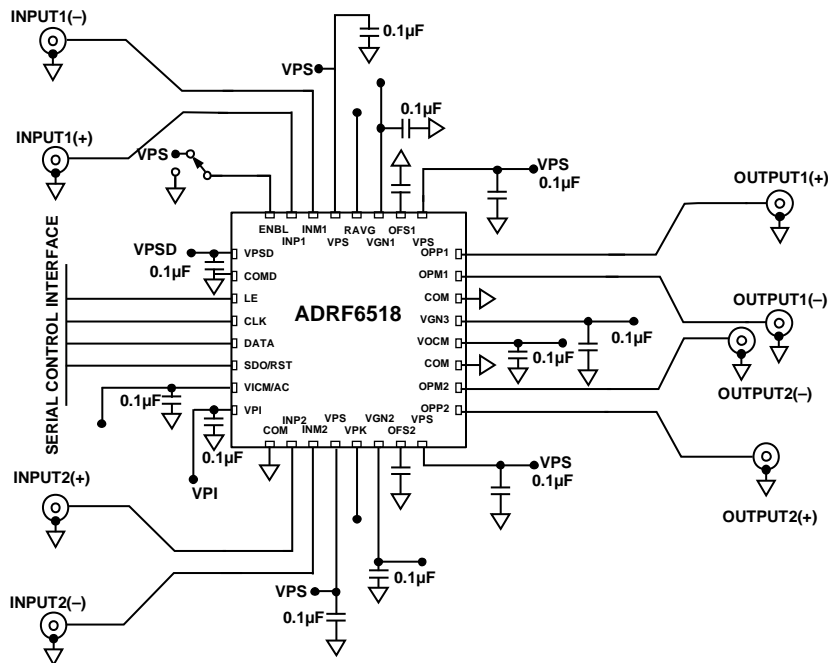 INPUT1(–)
0.1µF
VPS
0.1µF
INPUT1(+)
VPS
VPS
0.1µF
OUTPUT1(+)
ENBL
INP1
INM1
VPS
RAVG
VGN1
OFS1
VPS
VPSD
0.1µF
VPSD
COMD
LE
CLK
DATA
SDO/RST
VICM/AC
VPI
SERIAL CONTROL INTERFACE
ADRF6518
OPP1
OPM1
COM
VGN3
VOCM
COM
OPM2
OPP2
OUTPUT1(–)
0.1µF
0.1µF
OUTPUT2(–)
0.1µF
0.1µF
VPI
COM
INP2
INM2
VPS
VPK
VGN2
OFS2
VPS
VPS
0.1µF
INPUT2(+)
OUTPUT2(+)
0.1µF
VPS
0.1µF
INPUT2(–)